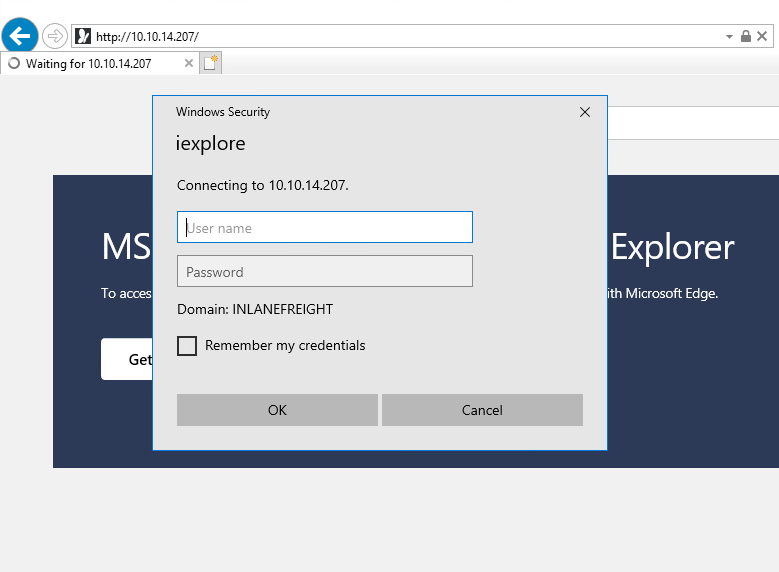 http://10.10.14.207/
Waiting for 10.10.14.207
Windows Security
iexplore
Connecting to 10.10.14.207.
User name
Password
Domain: INLANEFREIGHT
Remember my credentials
OK Cancel
MS Explorer
To acces ith Microsoft Edge.
Get